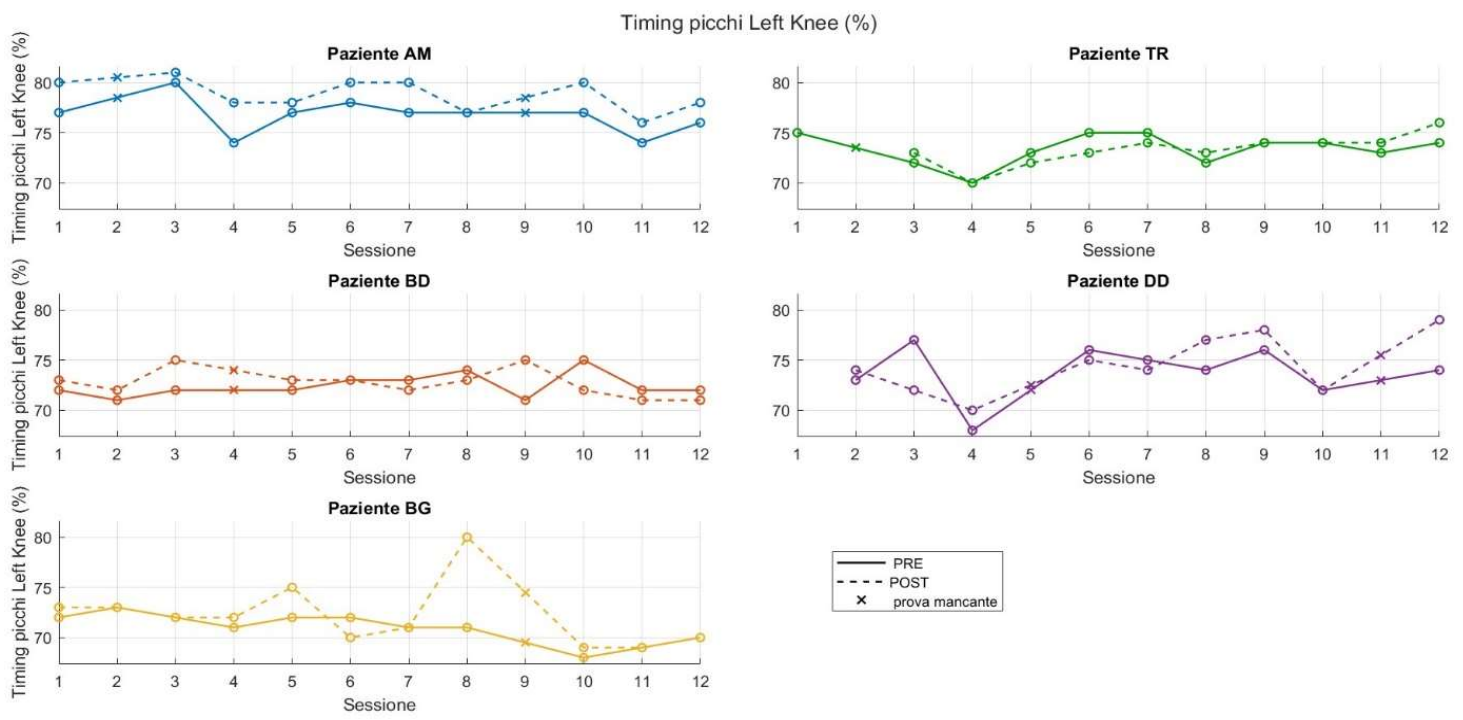 Timing picchi Left Knee (%)
Paziente AM
Timing picchi Left Knee (%)
80
75
70
1 2 3 4 5 6 7 8 9 10 11 12
Sessione
Paziente TR
80
75
70
1 2 3 4 5 6 7 8 9 10 11 12
Sessione
Paziente BD
Timing picchi Left Knee (%)
80
75
70
1 2 3 4 5 6 7 8 9 10 11 12
Sessione
Paziente DD
80
75
70
1 2 3 4 5 6 7 8 9 10 11 12
Sessione
Paziente BG
Timing picchi Left Knee (%)
80
75
70
1 2 3 4 5 6 7 8 9 10 11 12
Sessione
PRE
POST
prova mancante